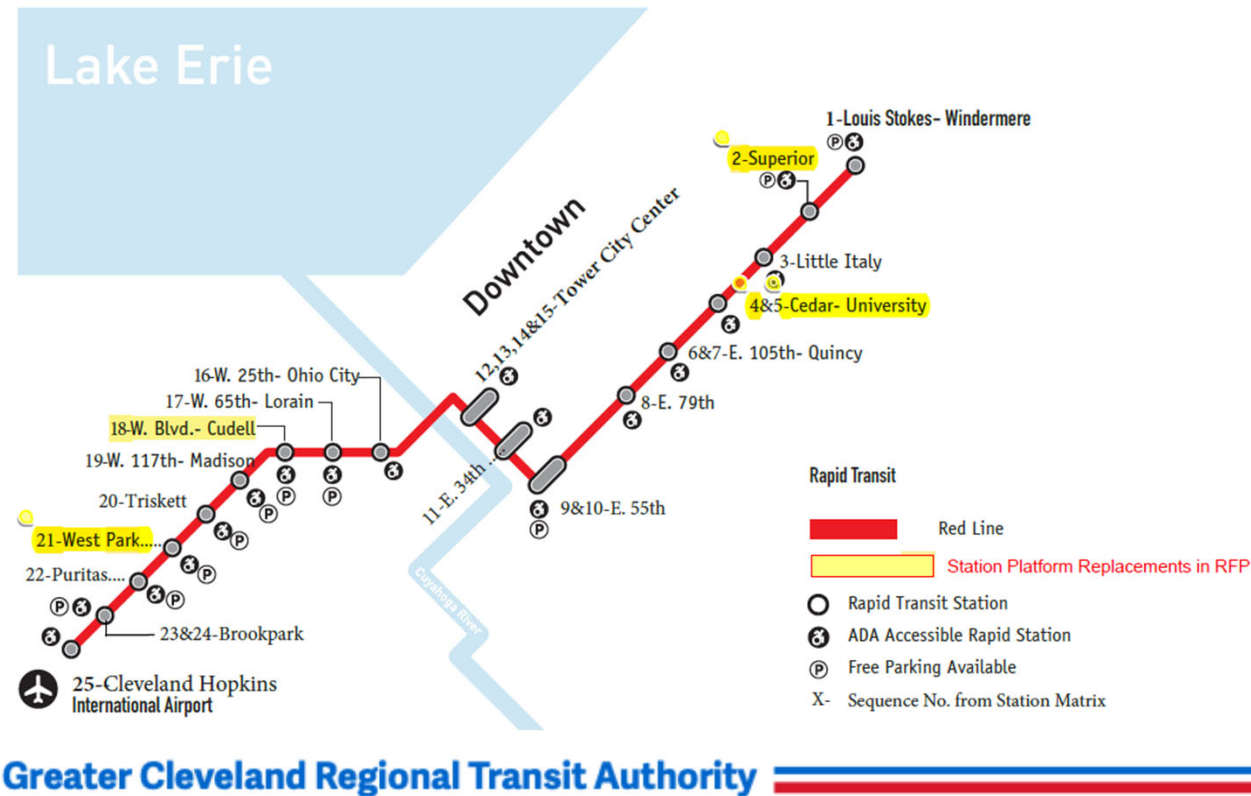 Lake Erie
1-Louis Stokes- Windermere
P
2-Superior
P
3-Little Italy
4&5-Cedar- University
6&7-E. 105th- Quincy
8-E. 79th
Downtown
12,13,14&15-Tower City Center
11-E. 34th ...
9&10-E. 55th
P
16-W. 25th- Ohio City
17-W. 65th- Lorain
P
18-W. Blvd.- Cudell
P
19-W. 117th- Madison
P
20-Triskett
P
21-West Park.....
P
22-Puritas....
P
P
23&24-Brookpark
25-Cleveland Hopkins
International Airport
Cuyahoga River
Rapid Transit
Red Line
Station Platform Replacements in RFP
Rapid Transit Station
ADA Accessible Rapid Station
P Free Parking Available
X- Sequence No. from Station Matrix
Greater Cleveland Regional Transit Authority